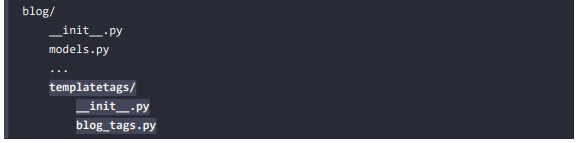 blog/
    __init__.py
    models.py
    ...
    templatetags/
        __init__.py
        blog_tags.py